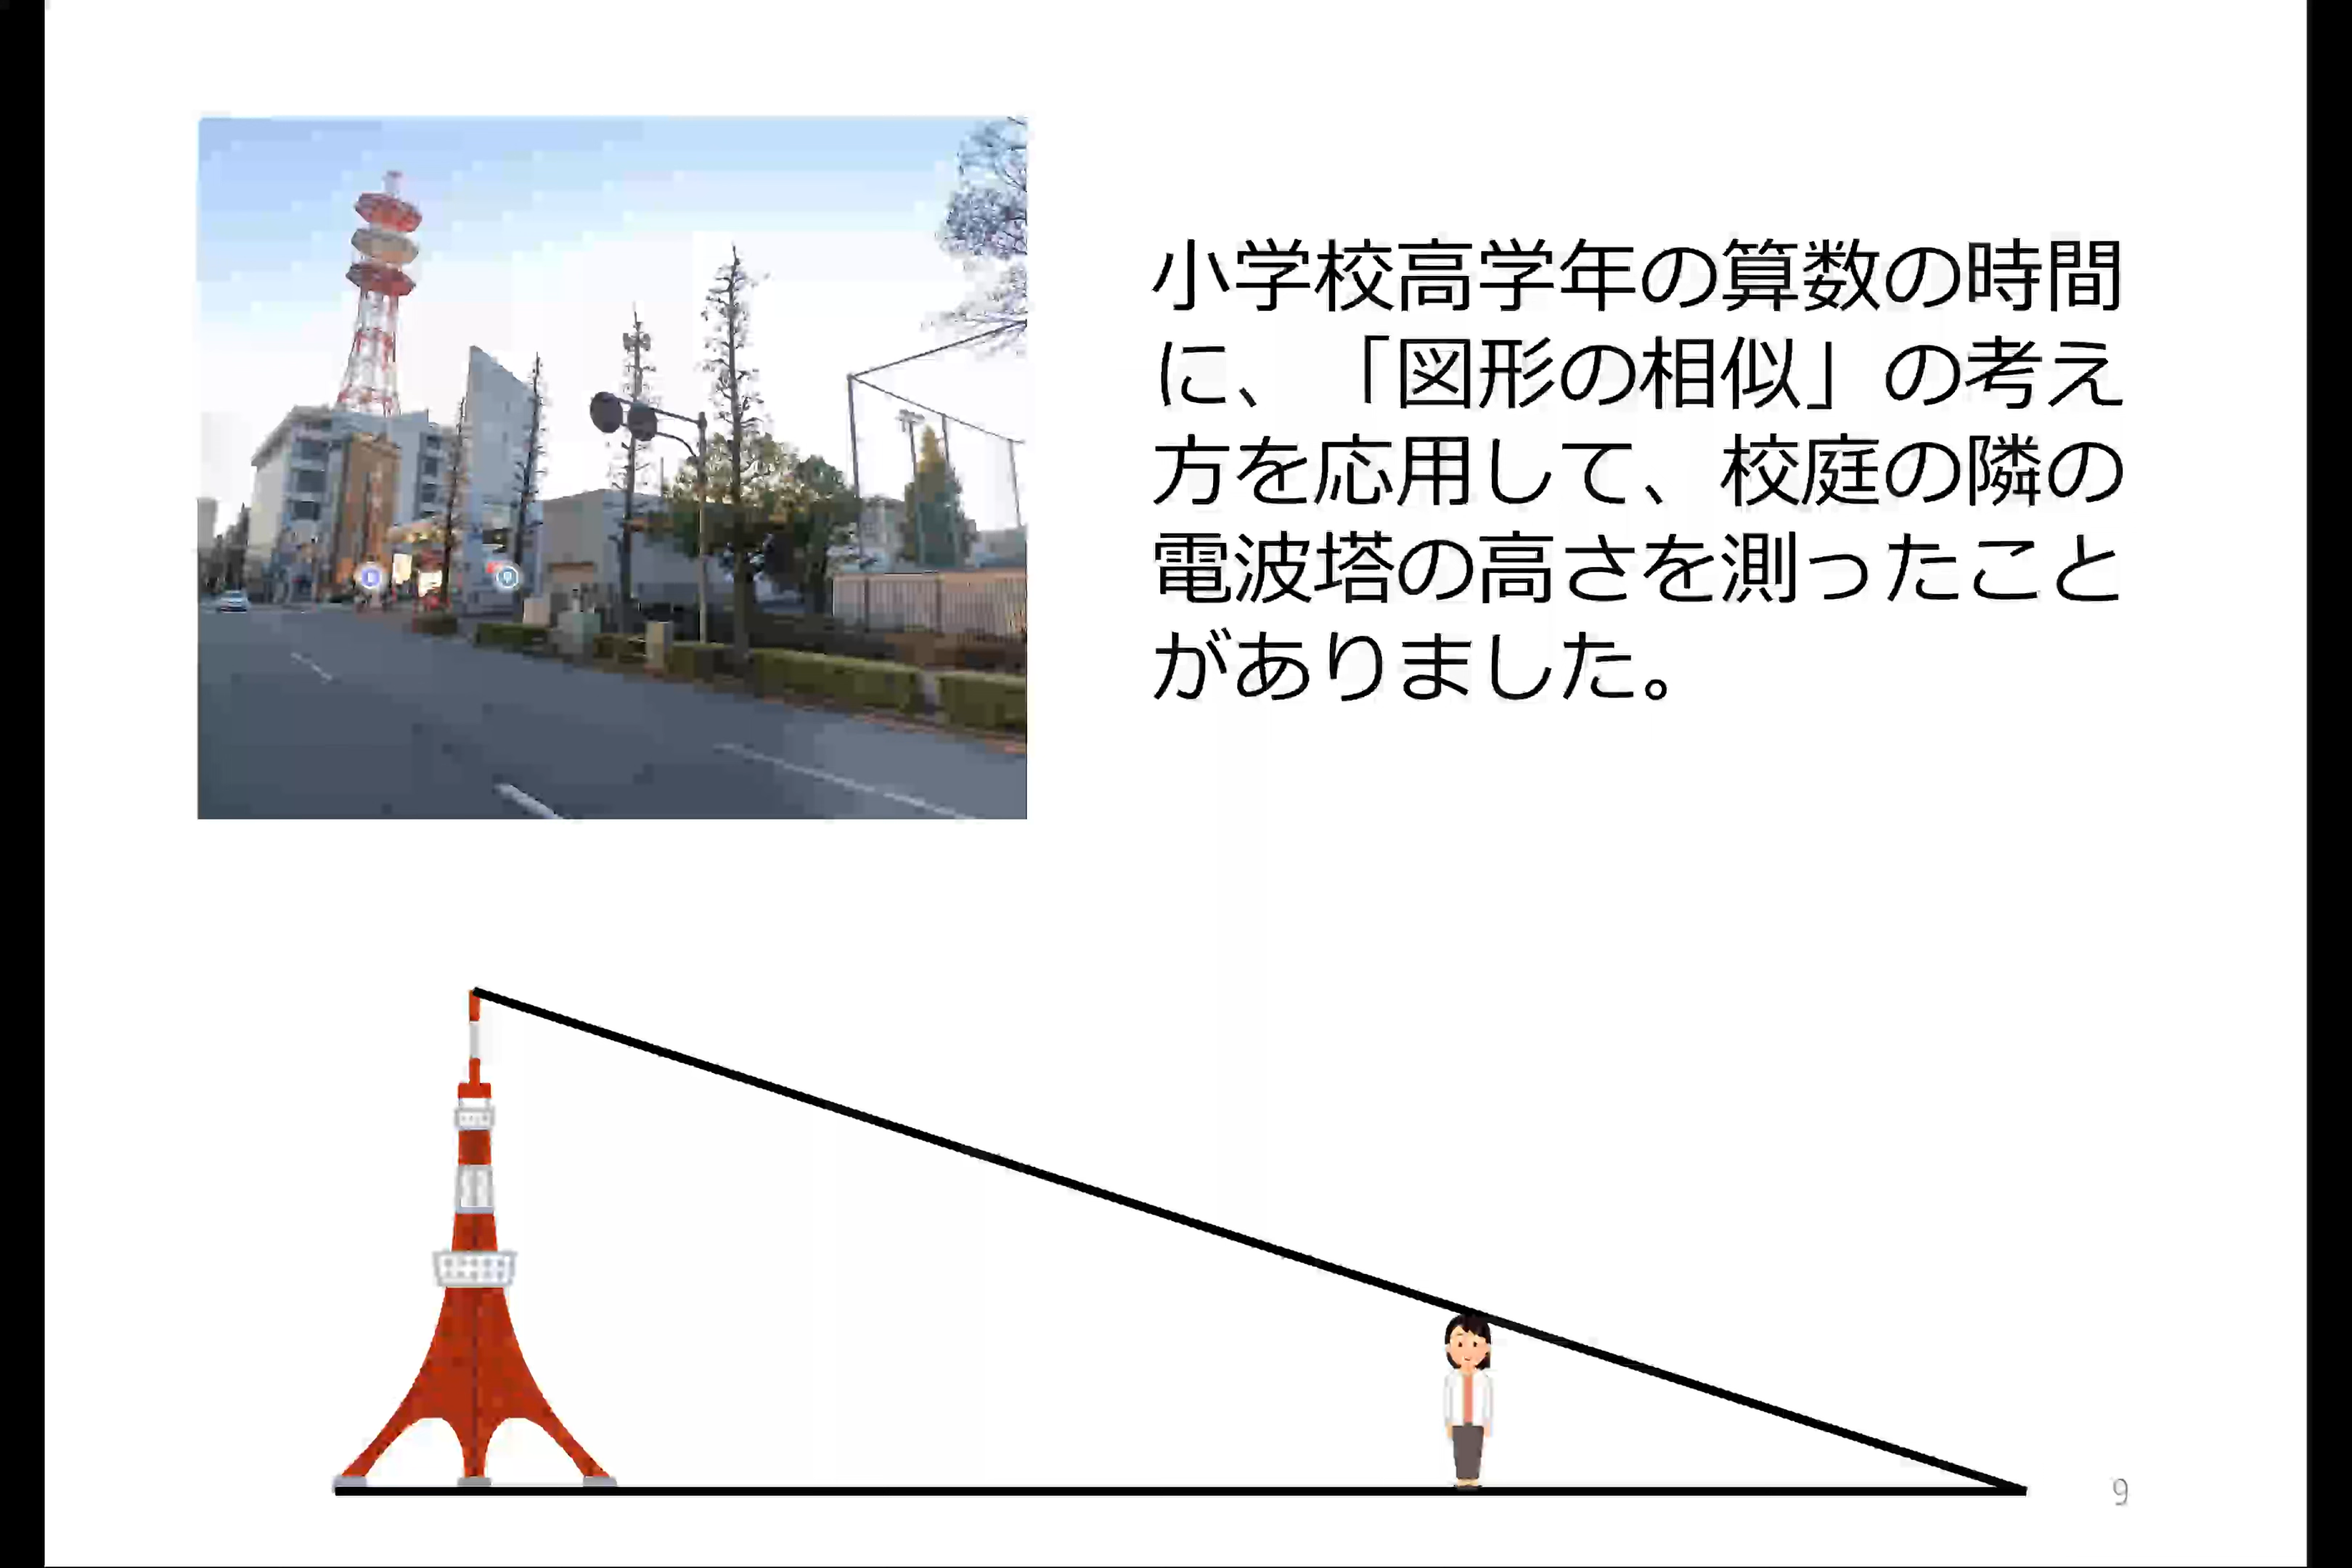 小学校高学年の算数の時間
に、「図形の相似」の考え
方を応用して、校庭の隣の
電波塔の高さを測ったこと
がありました。
9